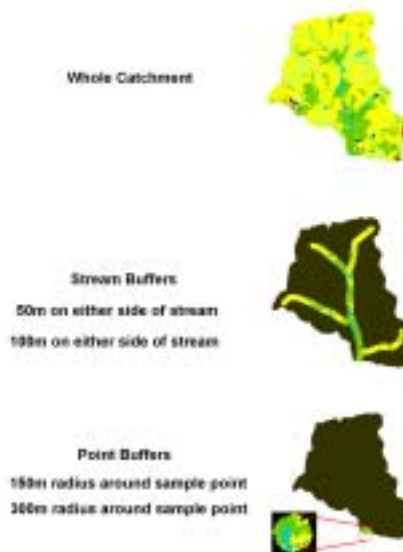 Whole Catchment
Stream Buffers
50m on either side of stream
100m on either side of stream
Point Buffers
150m radius around sample point
300m radius around sample point